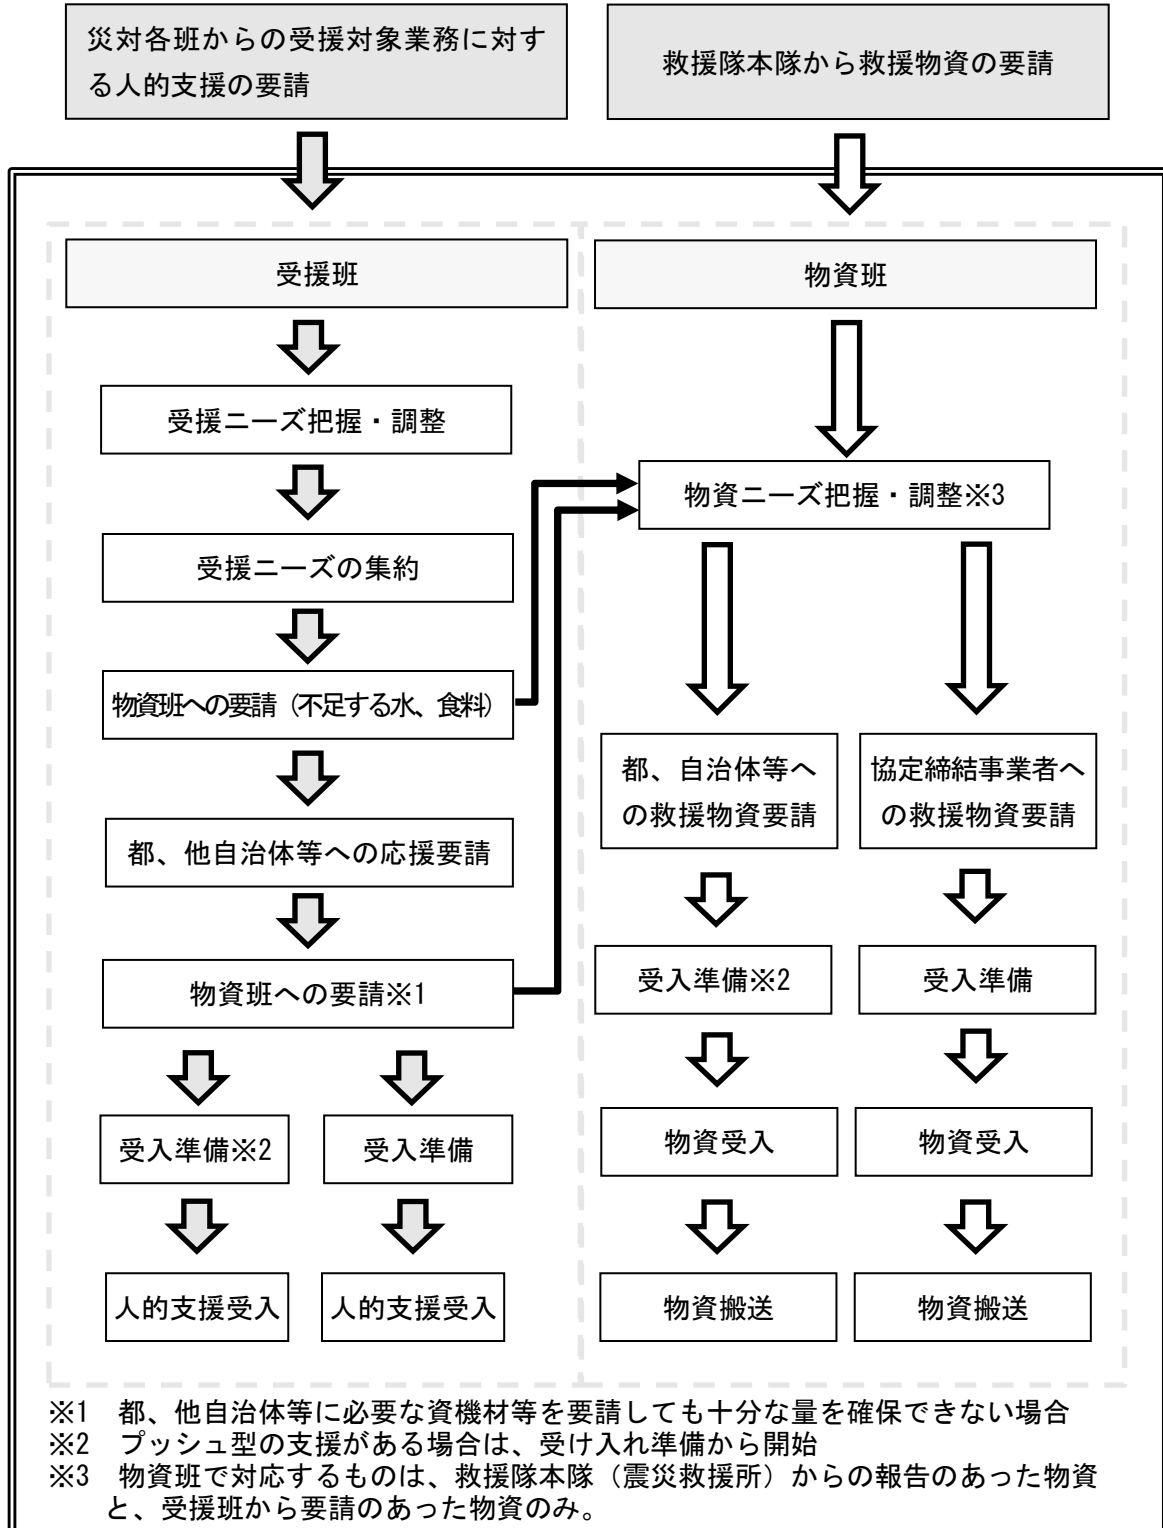 災対各班からの受援対象業務に対す
る人的支援の要請
救援隊本隊から救援物資の要請
受援班
受援ニーズ把握・調整
受援ニーズの集約
物資班への要請（不足する水、食料）
都、他自治体等への応援要請
物資班への要請※1
受入準備※2
受入準備
人的支援受入
人的支援受入
物資班
物資ニーズ把握・調整※3
都、自治体等へ
の救援物資要請
協定締結事業者へ
の救援物資要請
受入準備※2
受入準備
物資受入
物資受入
物資搬送
物資搬送
※1　都、他自治体等に必要な資機材等を要請しても十分な量を確保できない場合
※2　プッシュ型の支援がある場合は、受け入れ準備から開始
※3　物資班で対応するものは、救援隊本隊（震災救援所）からの報告のあった物資
と、受援班から要請のあった物資のみ。